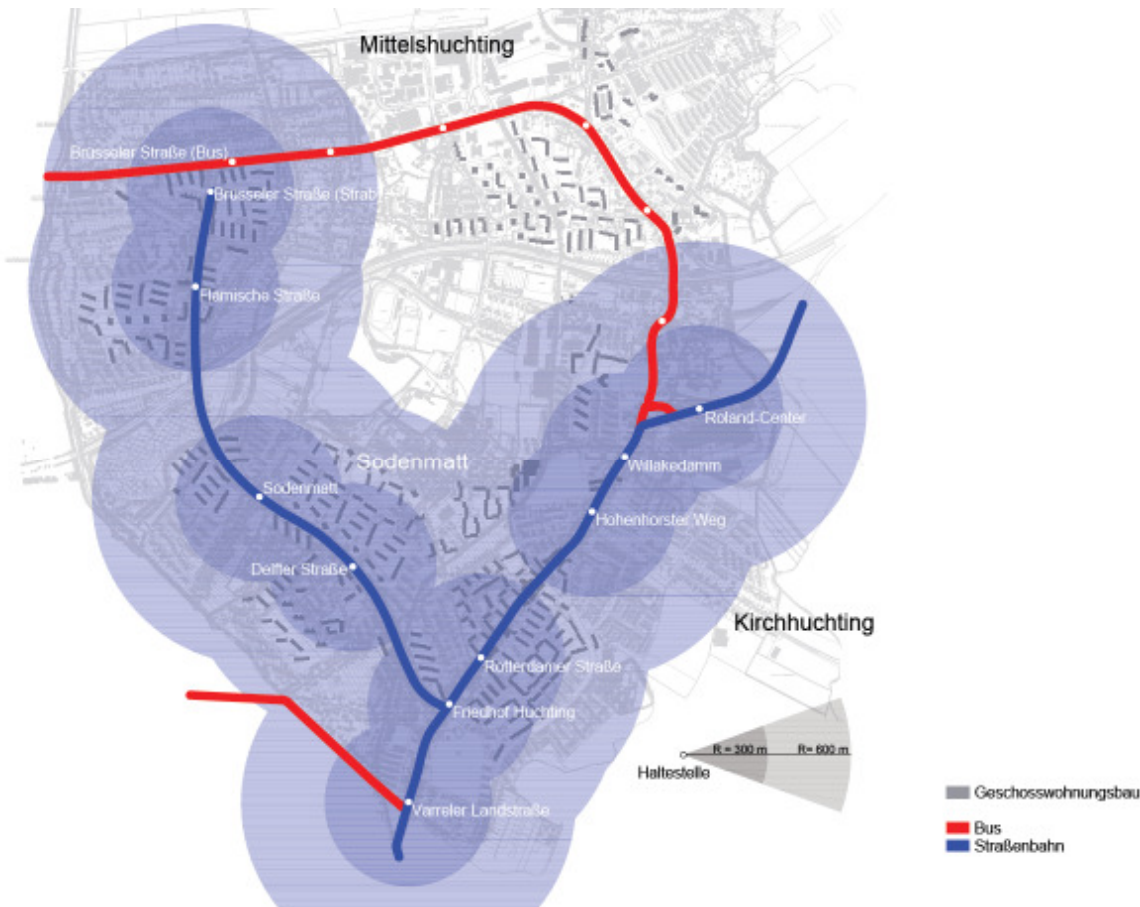 Mittelshuchting
Brüsseler Straße (Bus)
Brüsseler Straße (Strab)
Flämische Straße
Roland-Center
Sodenmatt
Willakedamm
Sodenmatt
Hohenhorster Weg
Delfter Straße
Kirchhuchting
Rotterdamer Straße
Friedhof Huchting
R = 300 m
R= 600 m
Haltestelle
Geschosswohnungsbau
Varreler Landstraße
Bus
Straßenbahn